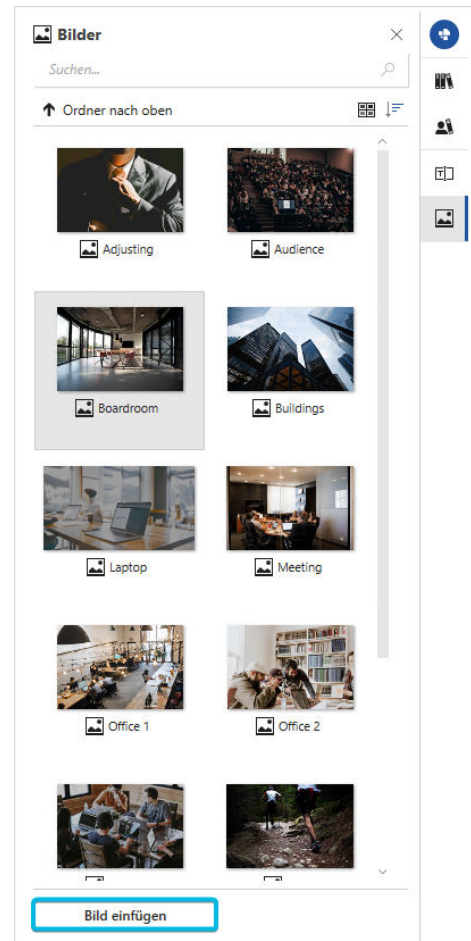 Bilder
Suchen...
Ordner nach oben
Adjusting
Audience
Boardroom
Buildings
Laptop
Meeting
Office 1
Office 2
Bild einfügen